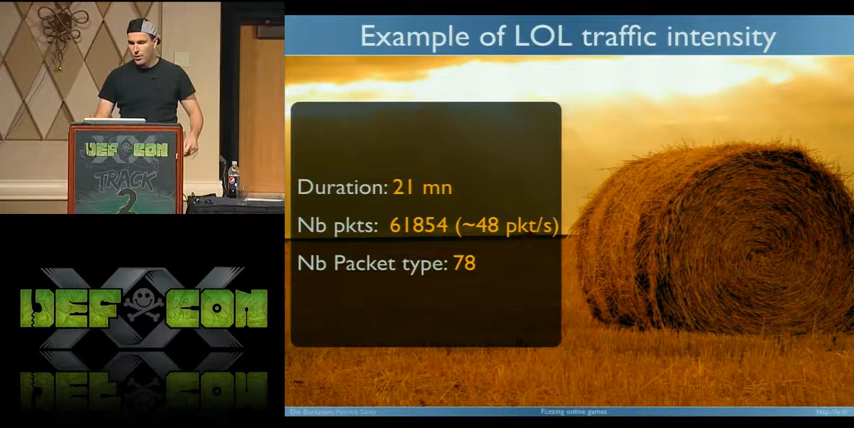 Example of LOL traffic intensity
Duration: 21 mn
Nb pkts: 61854 (~48 pkt/s)
Nb Packet type: 78
Fuzzing online games
DEF CON
TRACK
2
XX
DEF CON